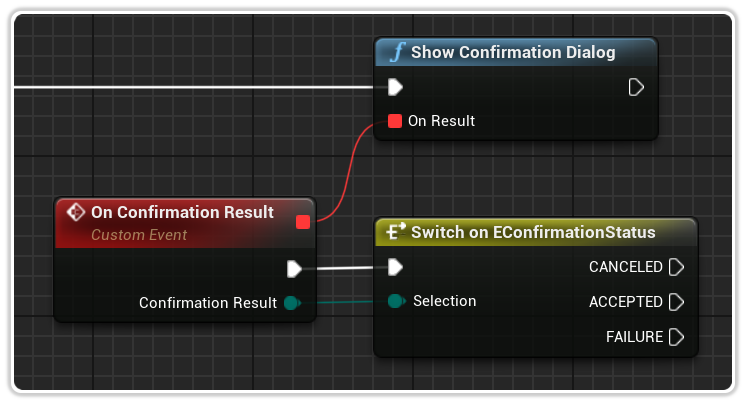 Show Confirmation Dialog
On Result
On Confirmation Result
Custom Event
Confirmation Result
Switch on EConfirmationStatus
CANCELED
Selection
ACCEPTED
FAILURE